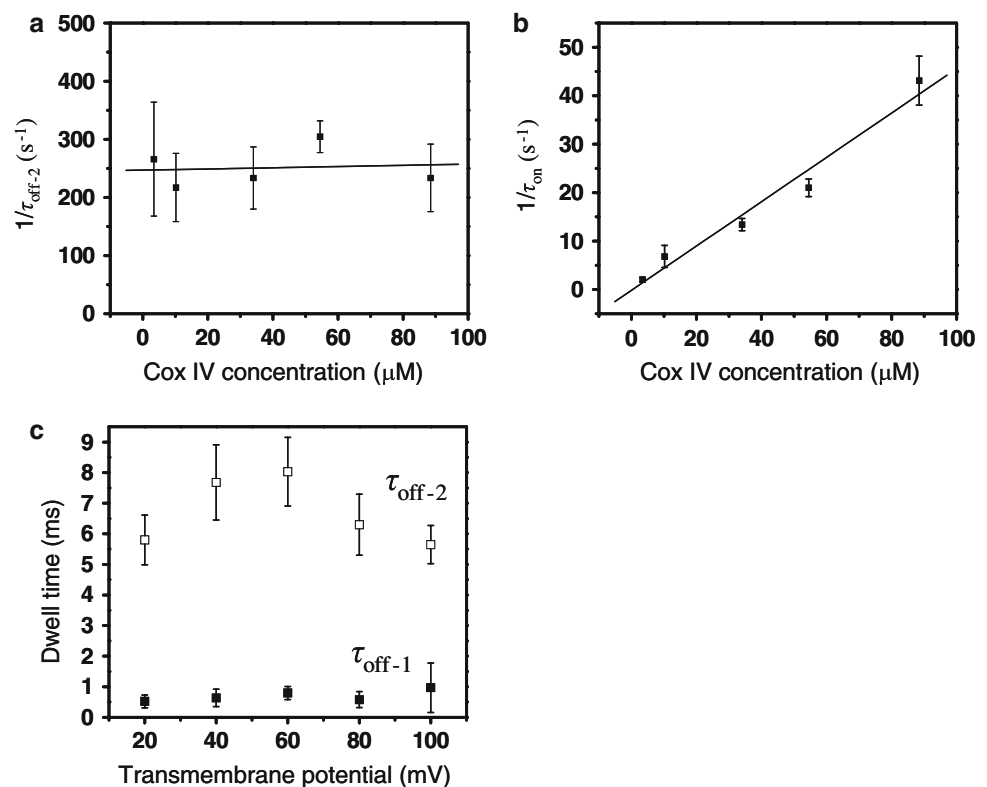 a
500
400
300
200
100
0
1/τoff-2 (s-1)
0 20 40 60 80 100
Cox IV concentration (μM)
b
50
40
30
20
10
0
1/τon (s-1)
0 20 40 60 80 100
Cox IV concentration (μM)
c
9
8
7
6
5
4
3
2
1
0
Dwell time (ms)
τoff-2
τoff-1
20 40 60 80 100
Transmembrane potential (mV)